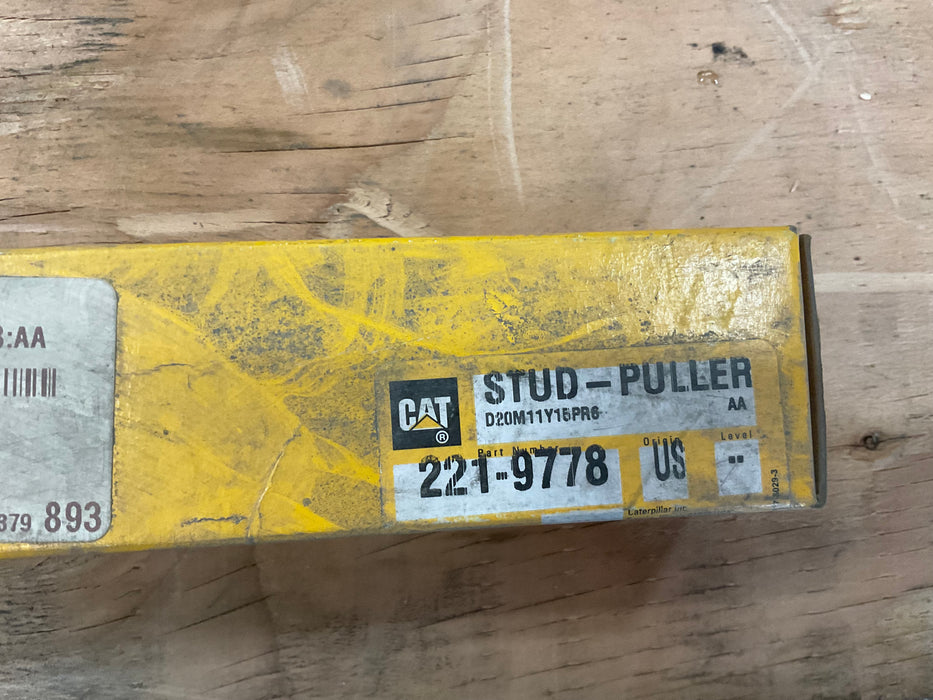 :AA
379 893
CAT
®
STUD-PULLER
D20M11Y15PR6 AA
Part Number Origin Level
221-9778 US --
Caterpillar Inc.